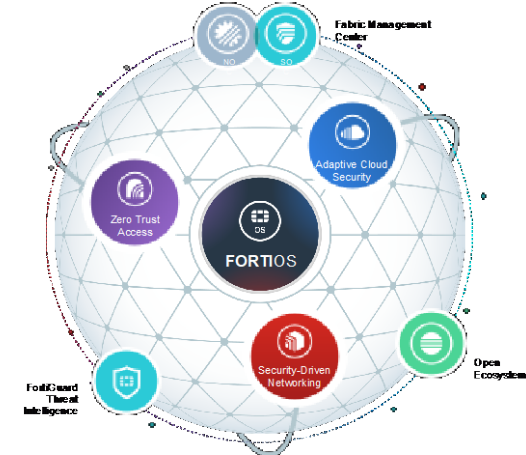 Fabric Management
Center
NO
SO
Adaptive Cloud
Security
Zero Trust
Access
OS
FORTIOS
Security-Driven
Networking
Open
Ecosystem
FortiGuard
Threat
Intelligence